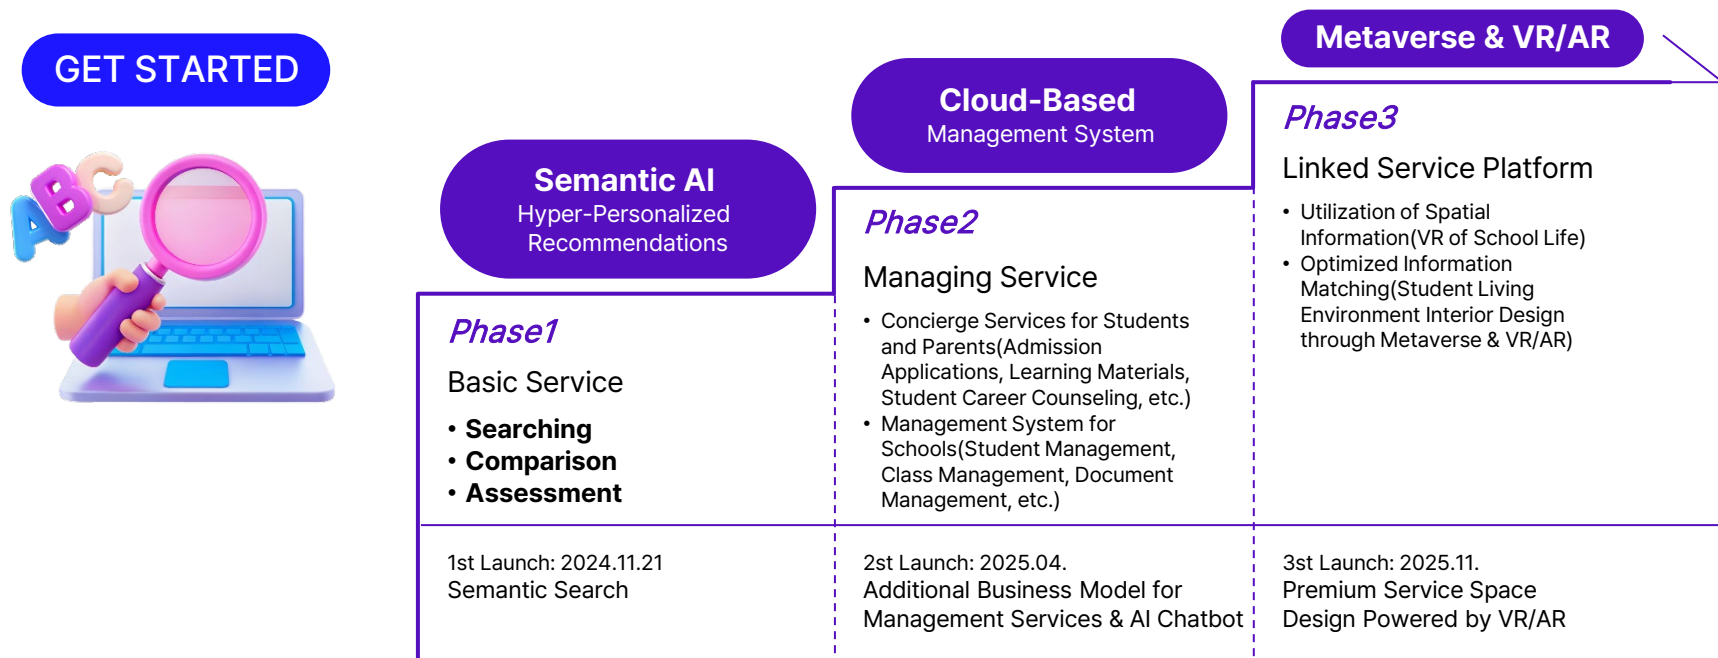 GET STARTED
ABC
Semantic AI
Hyper-Personalized
Recommendations
Phase1
Basic Service
• Searching
• Comparison
• Assessment
1st Launch: 2024.11.21
Semantic Search
Cloud-Based
Management System
Phase2
Managing Service
• Concierge Services for Students
and Parents(Admission
Applications, Learning Materials,
Student Career Counseling, etc.)
• Management System for
Schools(Student Management,
Class Management, Document
Management, etc.)
2st Launch: 2025.04.
Additional Business Model for
Management Services & AI Chatbot
Metaverse & VR/AR
Phase3
Linked Service Platform
• Utilization of Spatial
Information(VR of School Life)
• Optimized Information
Matching(Student Living
Environment Interior Design
through Metaverse & VR/AR)
3st Launch: 2025.11.
Premium Service Space
Design Powered by VR/AR